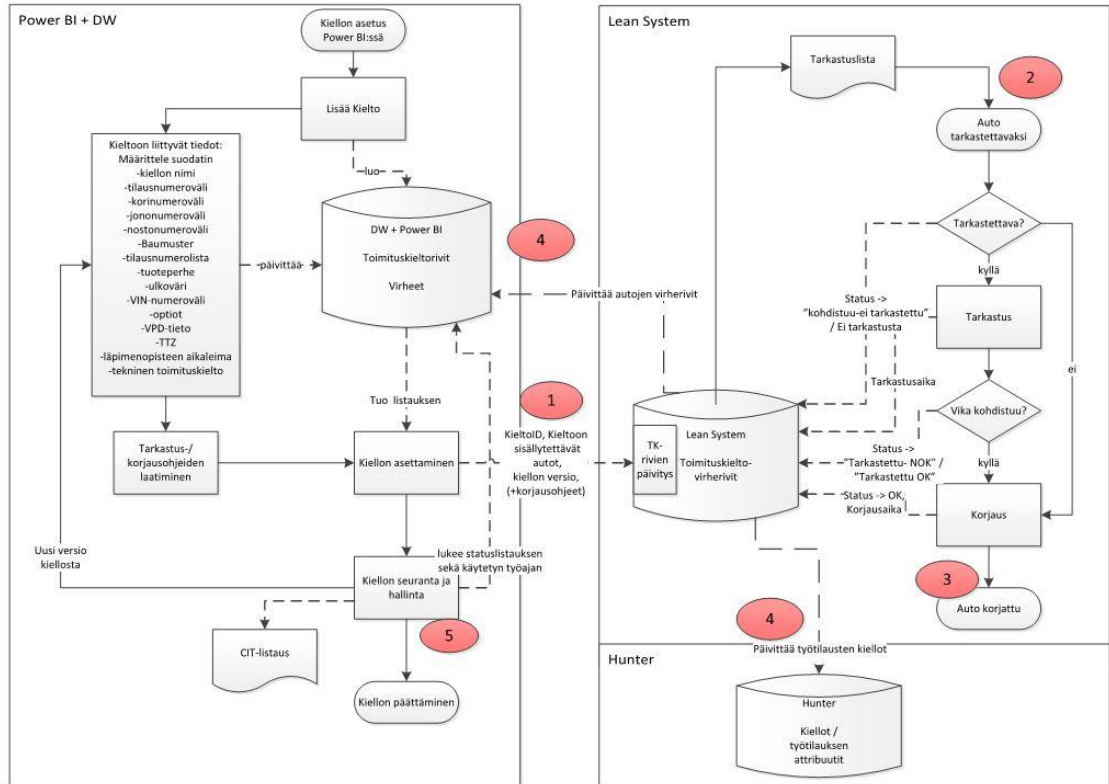 Power BI + DW
Kiellon asetus
Power BI:ssä
Lisää Kielto
Kieltoon liittyvät tiedot:
Määrittele suodatin
-kiellon nimi
-tilausnumeroväli
-korinumeroväli
-jononumeroväli
-nostonumeroväli
-Baumuster
-tilausnumerolista
-tuoteperhe
-ulkoväri
-VIN-numeroväli
-optiot
-VPD-tieto
-TTZ
-läpimenopisteen aikaleima
-tekninen toimituskielto
luo
päivittää
DW + Power BI
Toimituskieltorivit
Virheet
4
Päivittää autojen virherivit
Tuo listauksen
Tarkastus-/
korjausohjeiden
laatiminen
Kiellon asettaminen
1
KieltoID, Kieltoon
sisällytettävät
autot,
kiellon versio,
(+korjausohjeet)
Uusi versio
kiellosta
lukee statuslistauksen
sekä käytetyn työajan
Kiellon seuranta ja
hallinta
5
CIT-listaus
Kiellon päättäminen
Lean System
Tarkastuslista
2
Auto
tarkastettavaksi
Tarkastettava?
kyllä
ei
Status ->
"kohdistuu-ei tarkastettu"
/ Ei tarkastusta
Tarkastus
Tarkastusaika
Vika kohdistuu?
TK-
rivien
päivitys
Lean System
Toimituskielto-
virherivit
Status ->
"Tarkastettu- NOK" /
"Tarkastettu OK"
kyllä
Status -> OK,
Korjausaika
Korjaus
3
Auto korjattu
4
Päivittää työtilausten kiellot
Hunter
Hunter
Kiellot /
työtilauksen
attribuutit